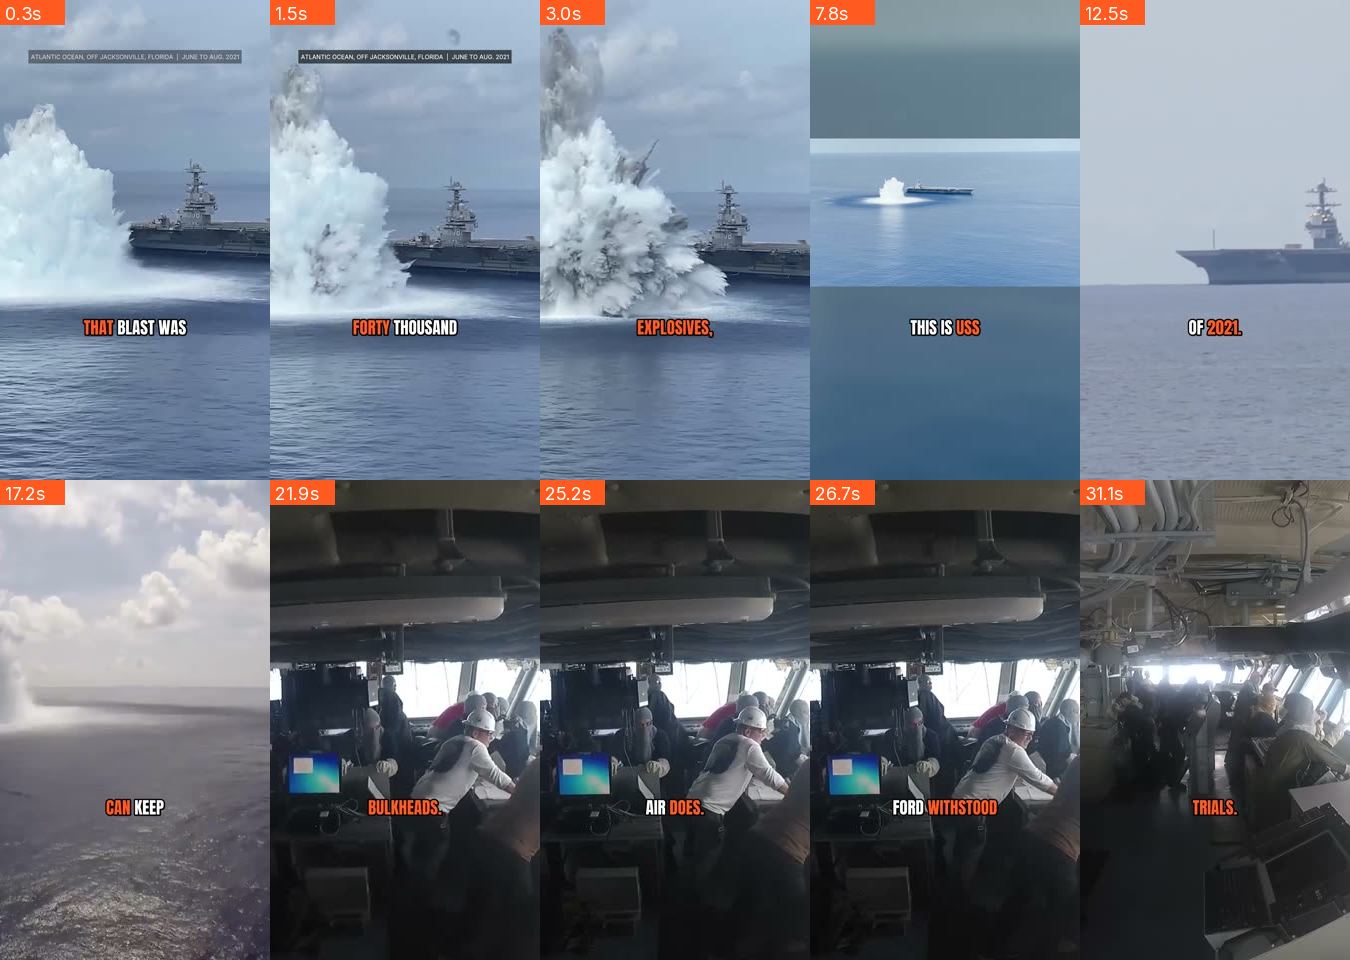 0.3s
ATLANTIC OCEAN, OFF JACKSONVILLE, FLORIDA | JUNE TO AUG. 2021
THAT BLAST WAS
1.5s
ATLANTIC OCEAN, OFF JACKSONVILLE, FLORIDA | JUNE TO AUG. 2021
FORTY THOUSAND
3.0s
EXPLOSIVES,
7.8s
THIS IS USS
12.5s
OF 2021.
17.2s
CAN KEEP
21.9s
BULKHEADS.
25.2s
AIR DOES.
26.7s
FORD WITHSTOOD
31.1s
TRIALS.